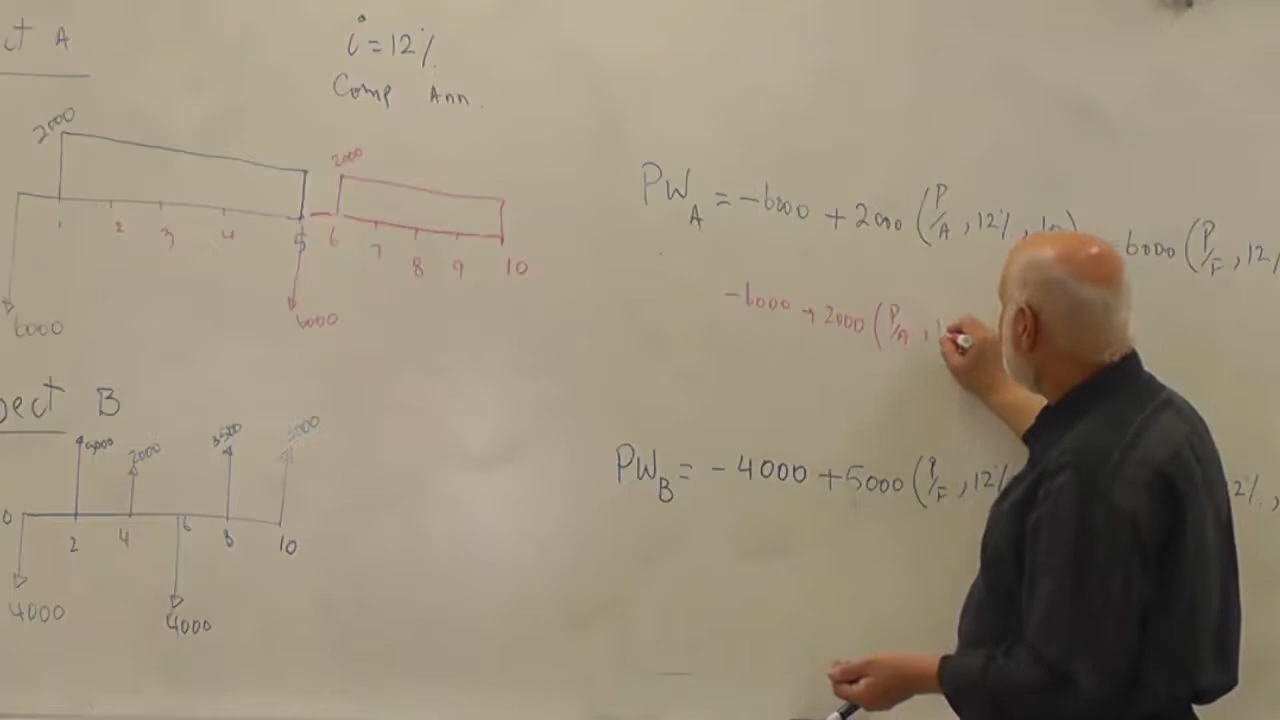 ct A
i = 12%
Comp Ann.
2000
2000
1 2 3 4 5 6 7 8 9 10
6000
6000
PW_A = -6000 + 2000 (P/A, 12%, 10) - 6000 (P/F, 12%
-6000 + 2000 (P/A, 1
ject B
2000
3500
5000
0 2 4 6 8 10
4000
4000
PW_B = -4000 + 5000 (P/F, 12%
12%,